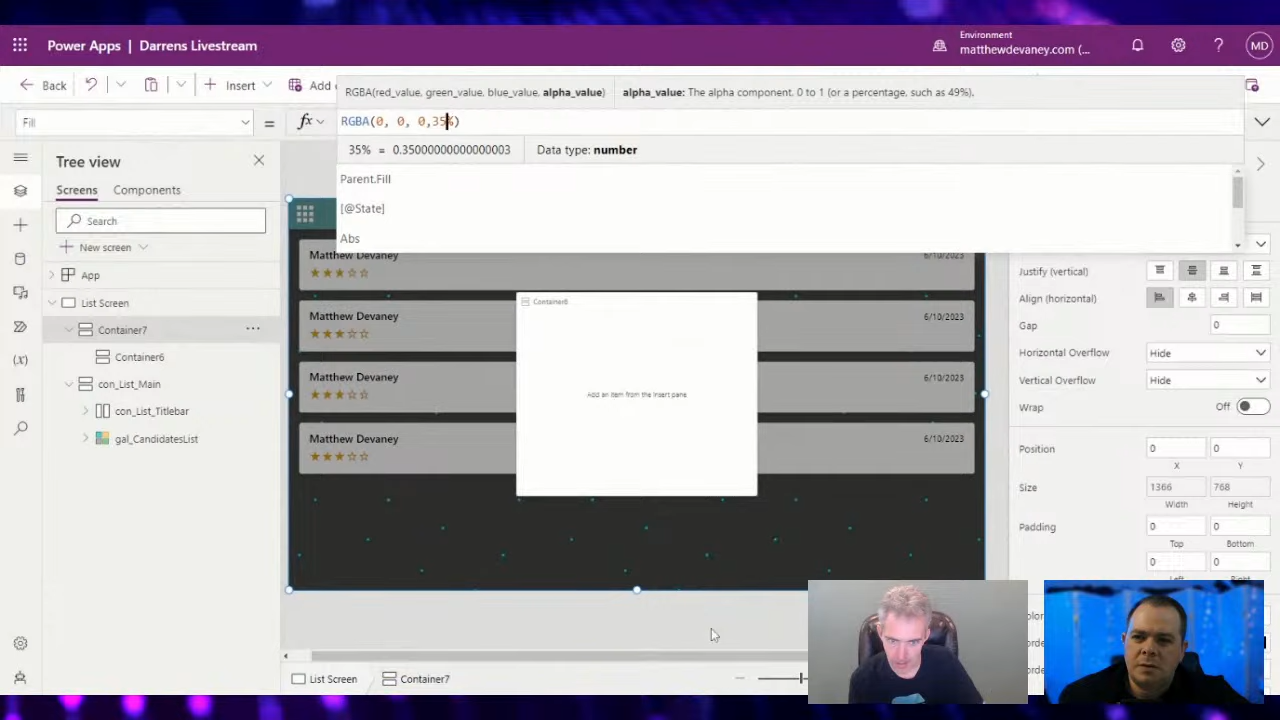 Power Apps | Darrens Livestream
Environment
matthewdevaney.com (...
MD
Back
Insert
Add
RGBA(red_value, green_value, blue_value, alpha_value)
alpha_value: The alpha component, 0 to 1 (or a percentage, such as 49%).
Fill
=
fx
RGBA(0, 0, 0,35%)
35% = 0.35000000000000003
Data type: number
Parent.Fill
[@State]
Abs
Tree view
Screens
Components
Search
New screen
App
List Screen
Container7
Container6
con_List_Main
con_List_Titlebar
gal_CandidatesList
Matthew Devaney
6/10/2023
Matthew Devaney
6/10/2023
Matthew Devaney
6/10/2023
Matthew Devaney
6/10/2023
Container6
Add an item from the insert pane
Justify (vertical)
Align (horizontal)
Gap
0
Horizontal Overflow
Hide
Vertical Overflow
Hide
Wrap
Off
Position
0
0
X
Y
Size
1366
768
Width
Height
Padding
0
0
Top
Bottom
0
0
List Screen
Container7